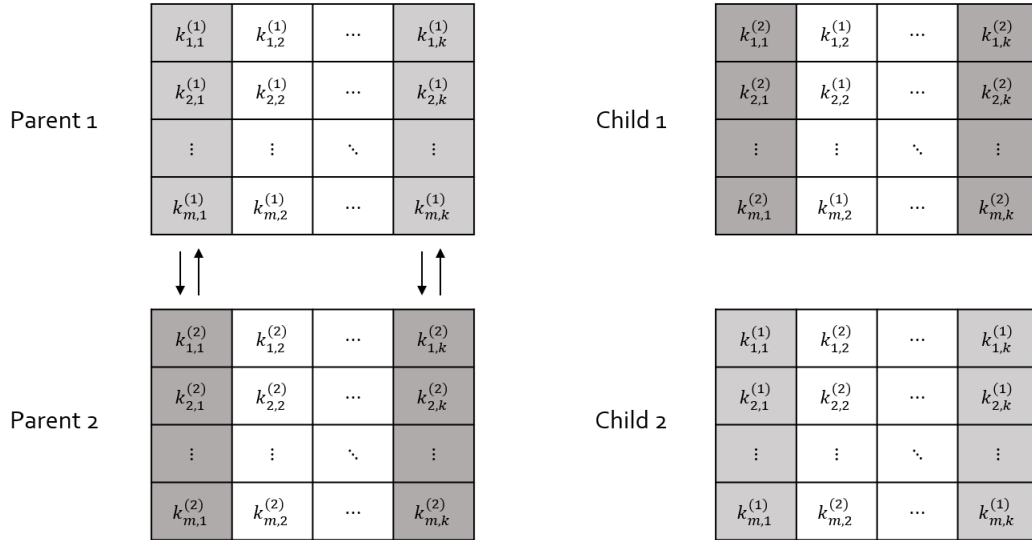 Parent 1
k_{1,1}^{(1)} k_{1,2}^{(1)} ⋯ k_{1,k}^{(1)}
k_{2,1}^{(1)} k_{2,2}^{(1)} ⋯ k_{2,k}^{(1)}
⋮ ⋮ ⋱ ⋮
k_{m,1}^{(1)} k_{m,2}^{(1)} ⋯ k_{m,k}^{(1)}
Child 1
k_{1,1}^{(2)} k_{1,2}^{(1)} ⋯ k_{1,k}^{(2)}
k_{2,1}^{(2)} k_{2,2}^{(1)} ⋯ k_{2,k}^{(2)}
⋮ ⋮ ⋱ ⋮
k_{m,1}^{(2)} k_{m,2}^{(1)} ⋯ k_{m,k}^{(2)}
Parent 2
k_{1,1}^{(2)} k_{1,2}^{(2)} ⋯ k_{1,k}^{(2)}
k_{2,1}^{(2)} k_{2,2}^{(2)} ⋯ k_{2,k}^{(2)}
⋮ ⋮ ⋱ ⋮
k_{m,1}^{(2)} k_{m,2}^{(2)} ⋯ k_{m,k}^{(2)}
Child 2
k_{1,1}^{(1)} k_{1,2}^{(2)} ⋯ k_{1,k}^{(1)}
k_{2,1}^{(1)} k_{2,2}^{(2)} ⋯ k_{2,k}^{(1)}
⋮ ⋮ ⋱ ⋮
k_{m,1}^{(1)} k_{m,2}^{(2)} ⋯ k_{m,k}^{(1)}